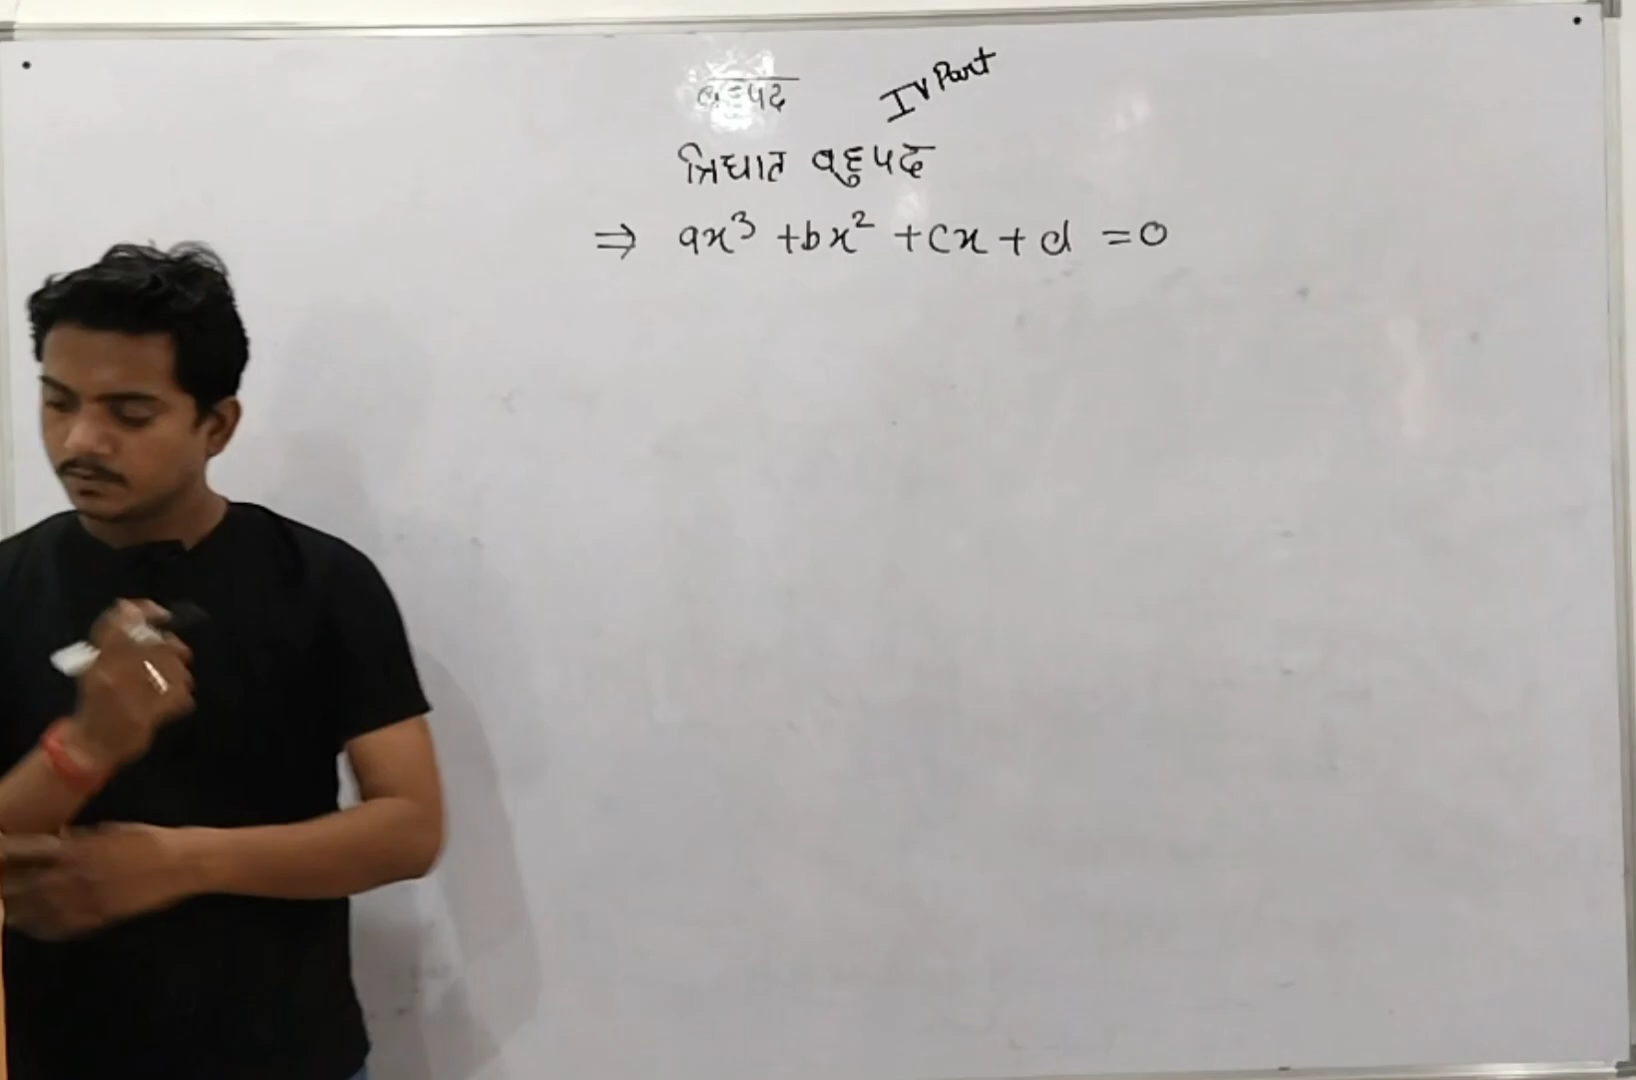 बहुपद IV Part
त्रिघात बहुपद
⇒ ax³ + bx² + cx + d = 0